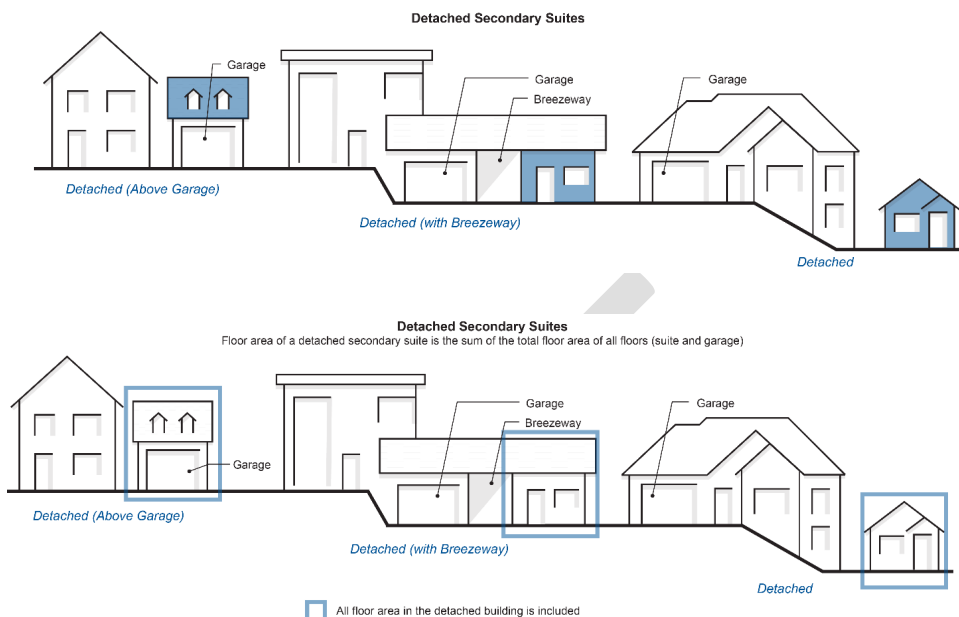 Detached Secondary Suites
Garage
Garage
Breezeway
Garage
Detached (Above Garage)
Detached (with Breezeway)
Detached
Detached Secondary Suites
Floor area of a detached secondary suite is the sum of the total floor area of all floors (suite and garage)
Garage
Breezeway
Garage
Garage
Detached (Above Garage)
Detached (with Breezeway)
Detached
All floor area in the detached building is included